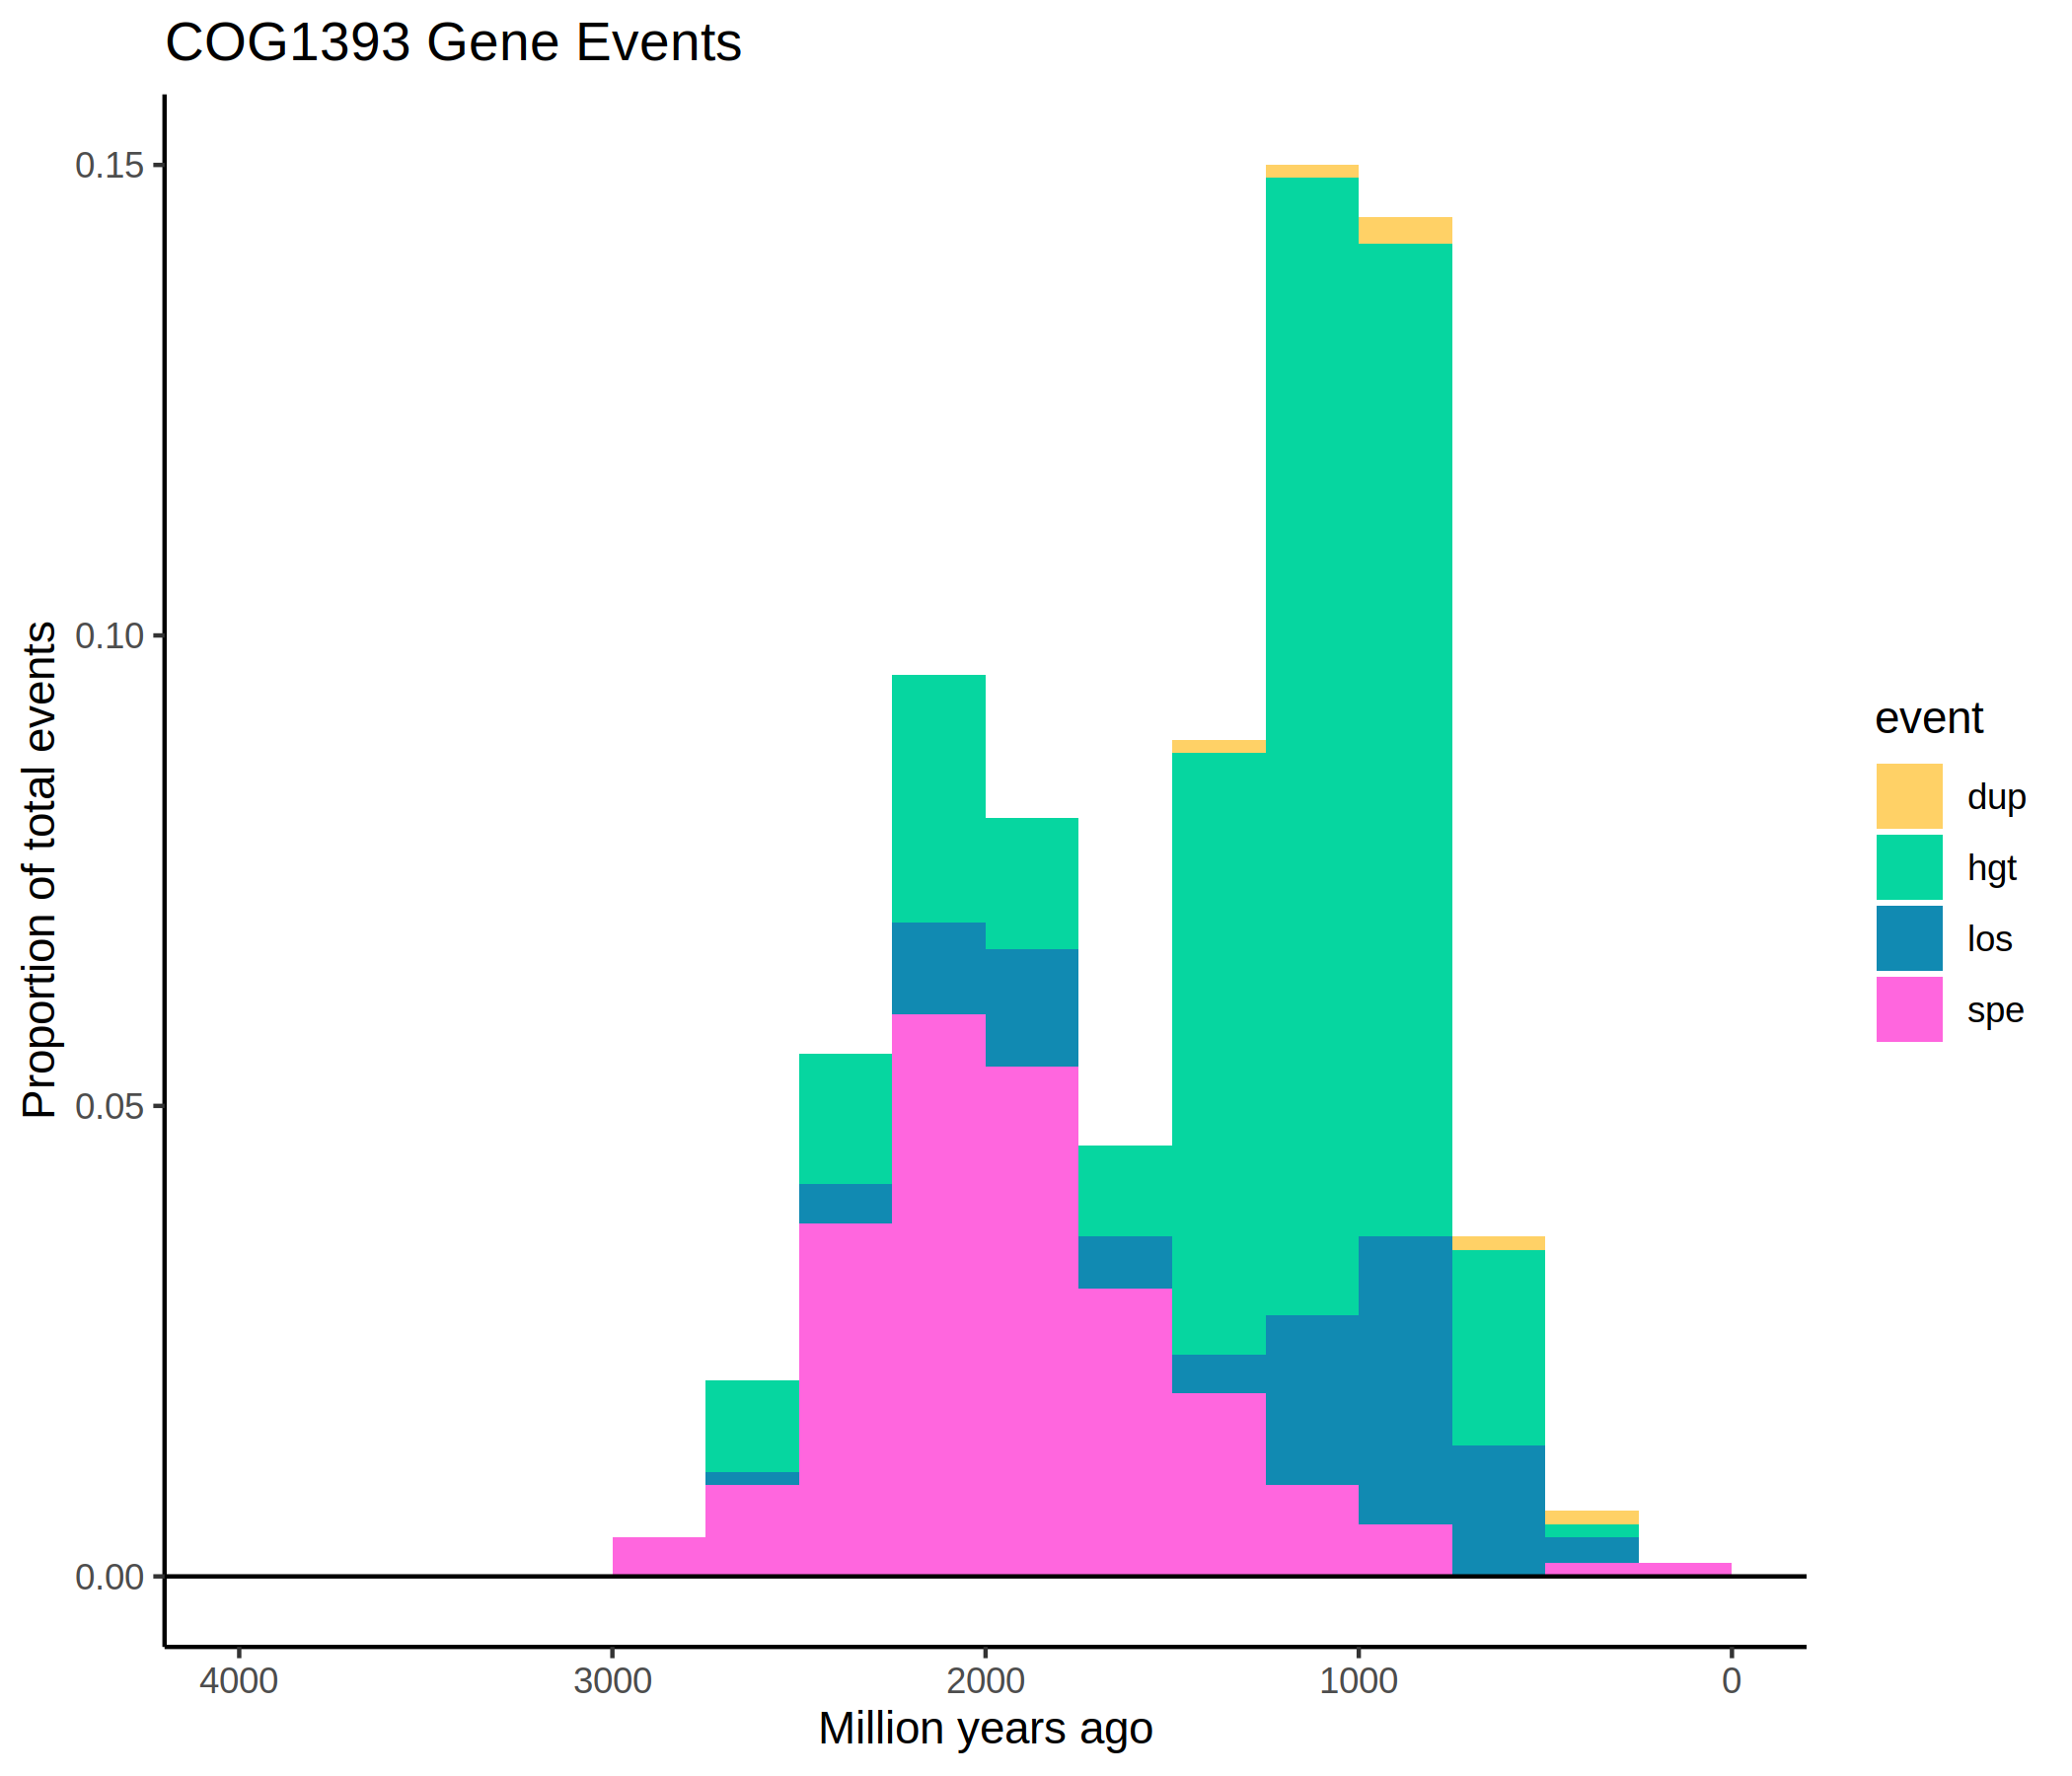 COG1393 Gene Events
Proportion of total events
0.15
0.10
0.05
0.00
4000 3000 2000 1000 0
Million years ago
event
dup
hgt
los
spe